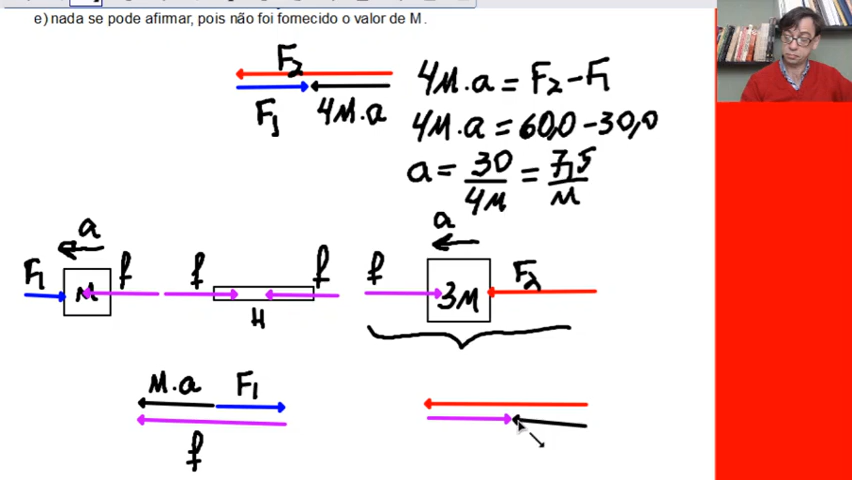 e) nada se pode afirmar, pois não foi fornecido o valor de M.
F2
F1 4M.a
4M.a = F2 - F1
4M.a = 60,0 - 30,0
a = 30/4M = 7,5/M
a
a
F1 M f f f f 3M F2
H
M.a F1
f